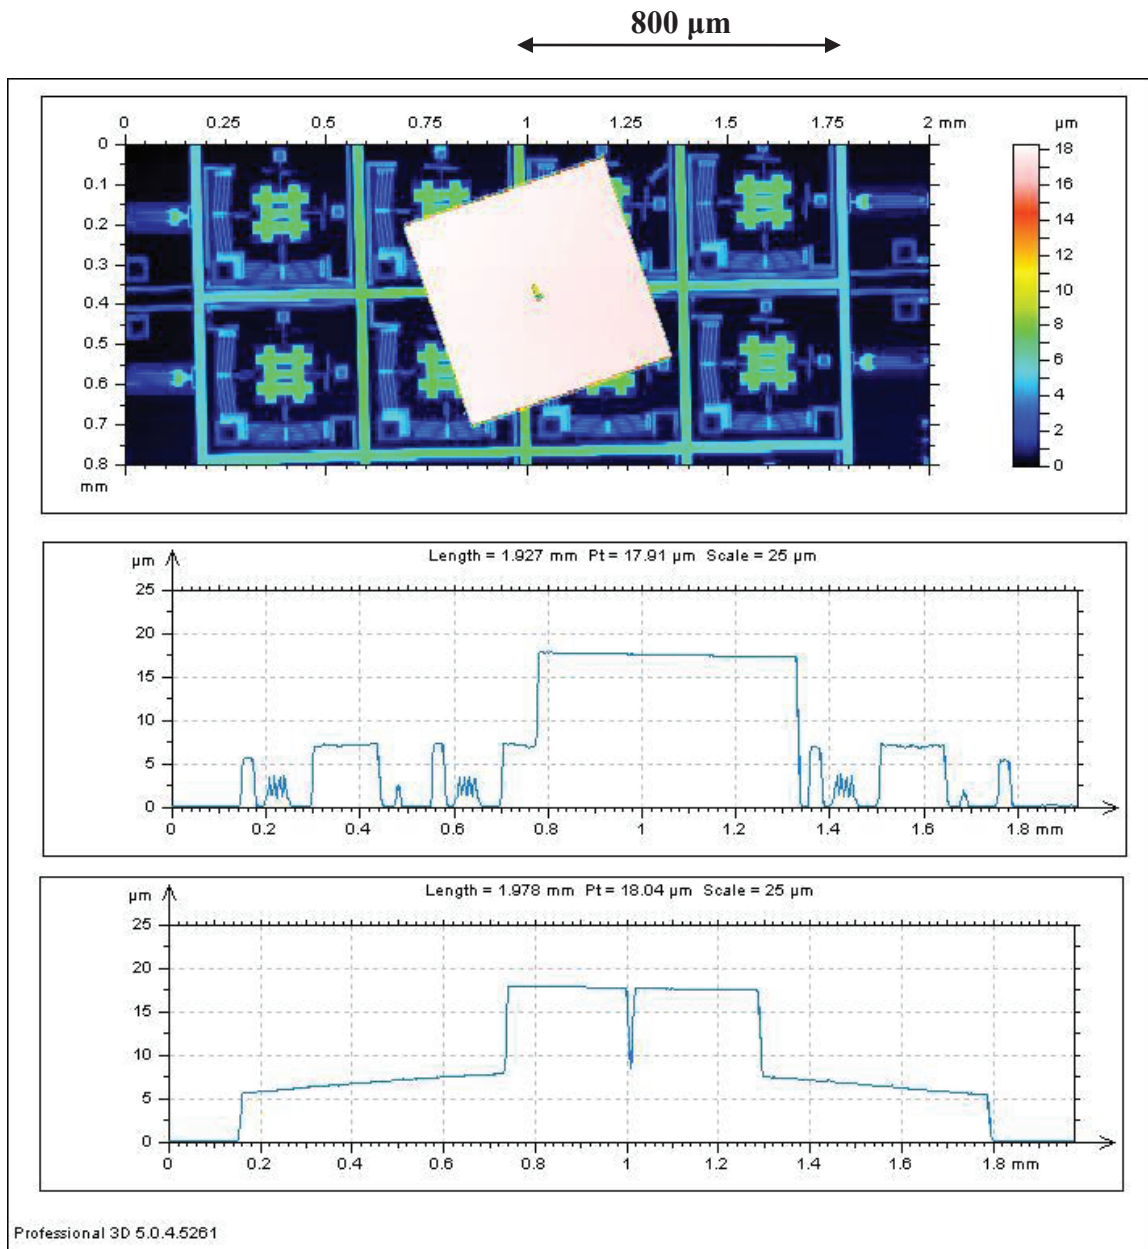 800 µm
0 0.25 0.5 0.75 1 1.25 1.5 1.75 2 mm
µm
0
0.1
0.2
0.3
0.4
0.5
0.6
0.7
0.8
mm
18
16
14
12
10
8
6
4
2
0
Length = 1.927 mm Pt = 17.91 µm Scale = 25 µm
µm
25
20
15
10
5
0
0 0.2 0.4 0.6 0.8 1 1.2 1.4 1.6 1.8 mm
Length = 1.978 mm Pt = 18.04 µm Scale = 25 µm
µm
25
20
15
10
5
0
0 0.2 0.4 0.6 0.8 1 1.2 1.4 1.6 1.8 mm
Professional 3D 5.0.4.5261